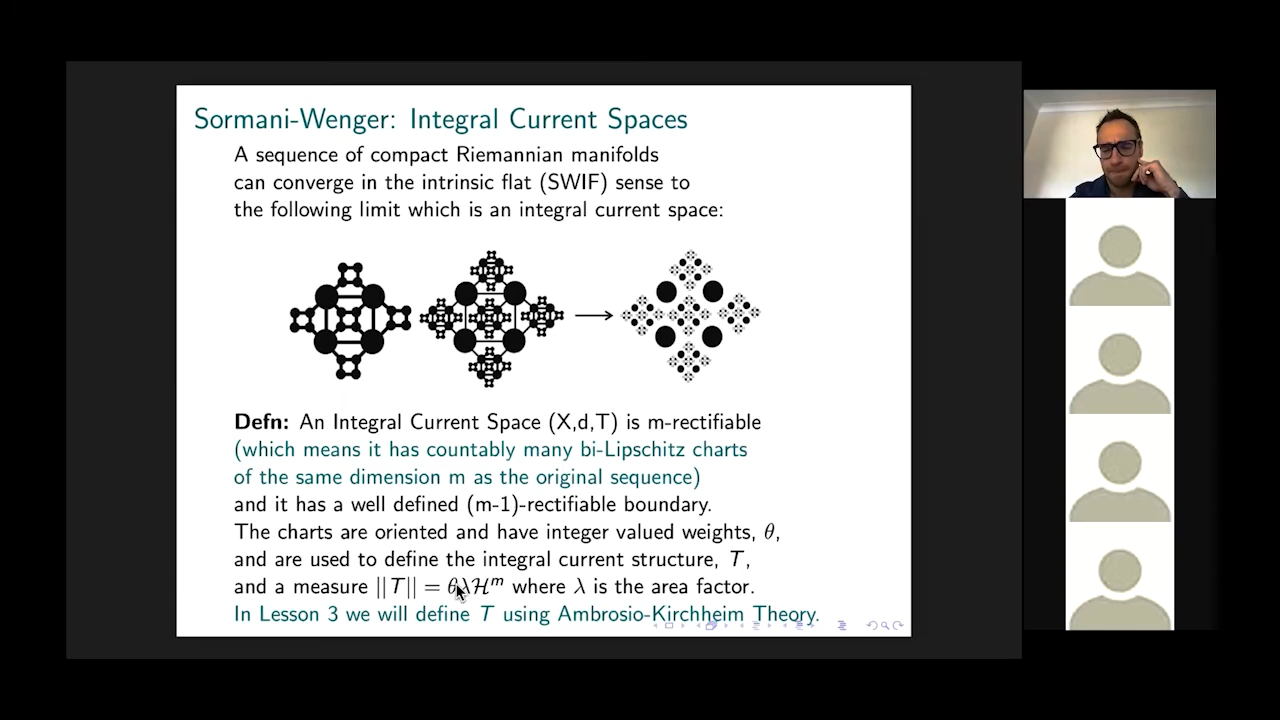 Sormani-Wenger: Integral Current Spaces
A sequence of compact Riemannian manifolds
can converge in the intrinsic flat (SWIF) sense to
the following limit which is an integral current space:
Defn: An Integral Current Space (X,d,T) is m-rectifiable
(which means it has countably many bi-Lipschitz charts
of the same dimension m as the original sequence)
and it has a well defined (m-1)-rectifiable boundary.
The charts are oriented and have integer valued weights, θ,
and are used to define the integral current structure, T,
and a measure ||T|| = θλℋᵐ where λ is the area factor.
In Lesson 3 we will define T using Ambrosio-Kirchheim Theory.